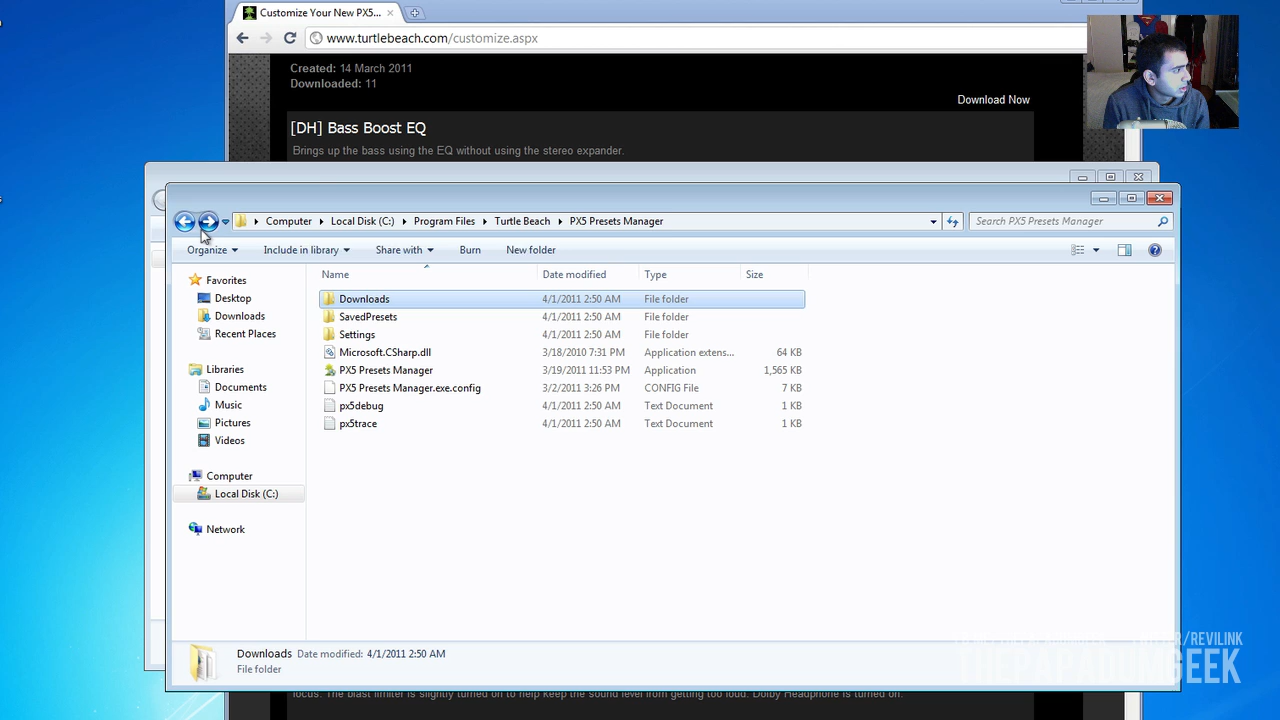 Customize Your New PX5...
www.turtlebeach.com/customize.aspx
Created: 14 March 2011
Downloaded: 11
Download Now
[DH] Bass Boost EQ
Brings up the bass using the EQ without using the stereo expander.
Computer Local Disk (C:) Program Files Turtle Beach PX5 Presets Manager
Search PX5 Presets Manager
Organize Include in library Share with Burn New folder
Name Date modified Type Size
Favorites
Desktop
Downloads
Recent Places
Libraries
Documents
Music
Pictures
Videos
Computer
Local Disk (C:)
Network
Downloads 4/1/2011 2:50 AM File folder
SavedPresets 4/1/2011 2:50 AM File folder
Settings 4/1/2011 2:50 AM File folder
Microsoft.CSharp.dll 3/18/2010 7:31 PM Application extens... 64 KB
PX5 Presets Manager 3/19/2011 11:53 PM Application 1,565 KB
PX5 Presets Manager.exe.config 3/2/2011 3:26 PM CONFIG File 7 KB
px5debug 4/1/2011 2:50 AM Text Document 1 KB
px5trace 4/1/2011 2:50 AM Text Document 1 KB
Downloads Date modified: 4/1/2011 2:50 AM
File folder
TWITTER/REVILINK
focus. The blast limiter is slightly turned on to help keep the sound level from getting too loud. Dolby Headphone is turned on.